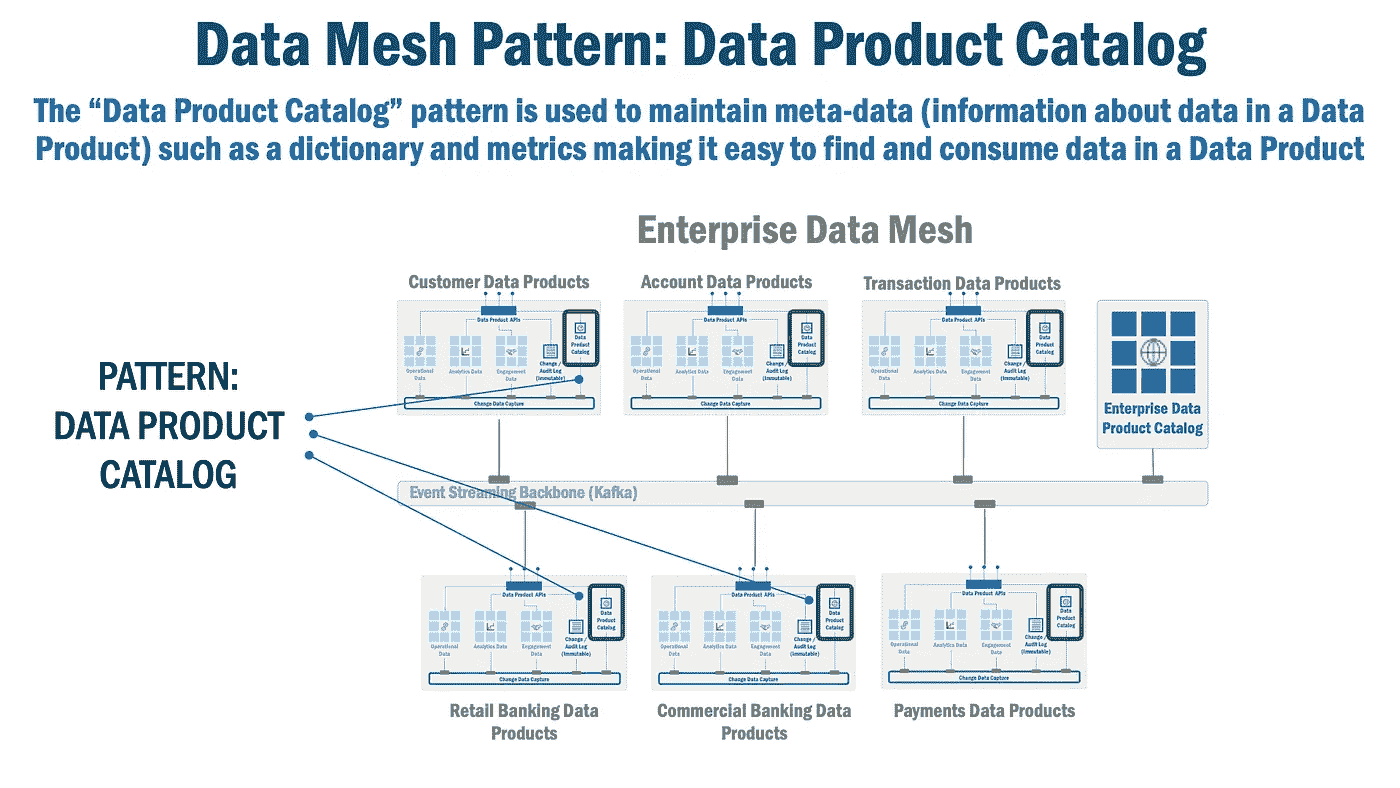 Data Mesh Pattern: Data Product Catalog
The “Data Product Catalog” pattern is used to maintain meta-data (information about data in a Data
Product) such as a dictionary and metrics making it easy to find and consume data in a Data Product
Enterprise Data Mesh
Customer Data Products
Data Product APIs
Operational
Data
Analytics Data
Engagement
Data
Change /
Audit Log
(Immutable)
Data
Product
Catalog
Change Data Capture
Account Data Products
Data Product APIs
Operational
Data
Analytics Data
Engagement
Data
Change /
Audit Log
(Immutable)
Data
Product
Catalog
Change Data Capture
Transaction Data Products
Data Product APIs
Operational
Data
Analytics Data
Engagement
Data
Change /
Audit Log
(Immutable)
Data
Product
Catalog
Change Data Capture
Enterprise Data
Product Catalog
PATTERN:
DATA PRODUCT
CATALOG
Event Streaming Backbone (Kafka)
Data Product APIs
Operational
Data
Analytics Data
Engagement
Data
Change /
Audit Log
(Immutable)
Data
Product
Catalog
Change Data Capture
Retail Banking Data
Products
Data Product APIs
Operational
Data
Analytics Data
Engagement
Data
Change /
Audit Log
(Immutable)
Data
Product
Catalog
Change Data Capture
Commercial Banking Data
Products
Data Product APIs
Operational
Data
Analytics Data
Engagement
Data
Change /
Audit Log
(Immutable)
Data
Product
Catalog
Change Data Capture
Payments Data Products